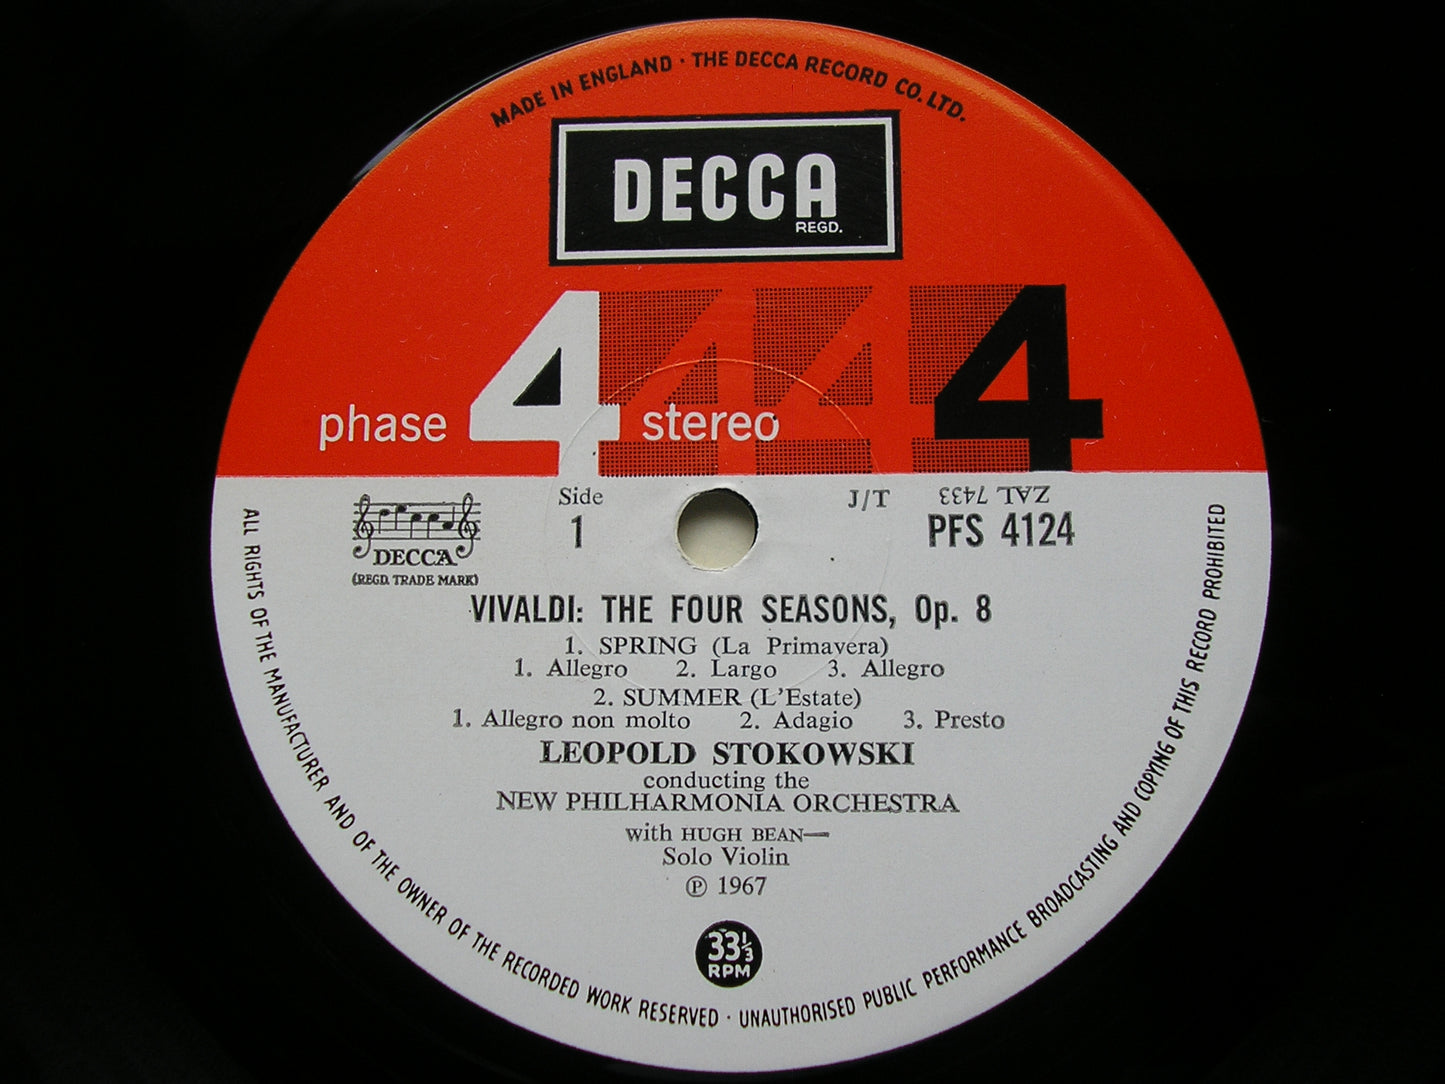 MADE IN ENGLAND · THE DECCA RECORD CO. LTD.
DECCA
REGD.
phase 4 stereo 4
Side
1
J/T
ZAL 7433
PFS 4124
DECCA
(REGD. TRADE MARK)
VIVALDI: THE FOUR SEASONS, Op. 8
1. SPRING (La Primavera)
1. Allegro 2. Largo 3. Allegro
2. SUMMER (L'Estate)
1. Allegro non molto 2. Adagio 3. Presto
LEOPOLD STOKOWSKI
conducting the
NEW PHILHARMONIA ORCHESTRA
with HUGH BEAN—
Solo Violin
℗ 1967
33⅓
RPM
ALL RIGHTS OF THE MANUFACTURER AND OF THE OWNER OF THE RECORDED WORK RESERVED · UNAUTHORISED PUBLIC PERFORMANCE BROADCASTING AND COPYING OF THIS RECORD PROHIBITED